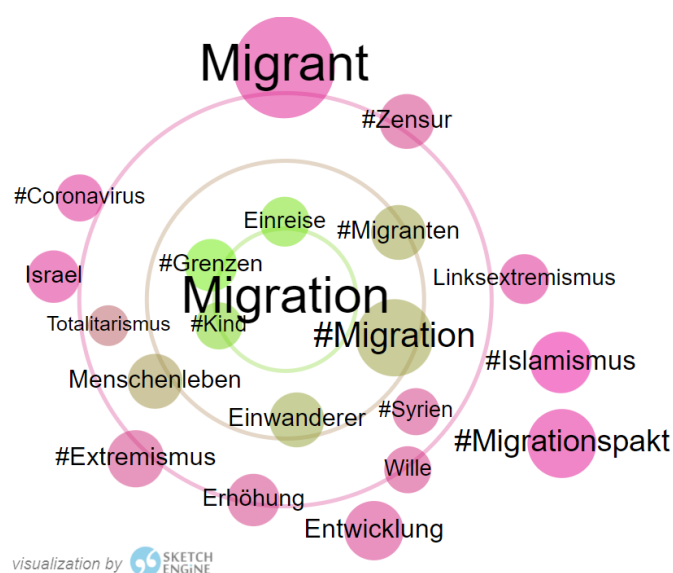 Migrant
#Zensur
#Coronavirus
Einreise
#Migranten
#Grenzen
Israel
Linksextremismus
Migration
Totalitarismus
#Kind
#Migration
#Islamismus
Menschenleben
#Syrien
Einwanderer
#Migrationspakt
#Extremismus
Wille
Erhöhung
Entwicklung
visualization by SKETCH
ENGINE